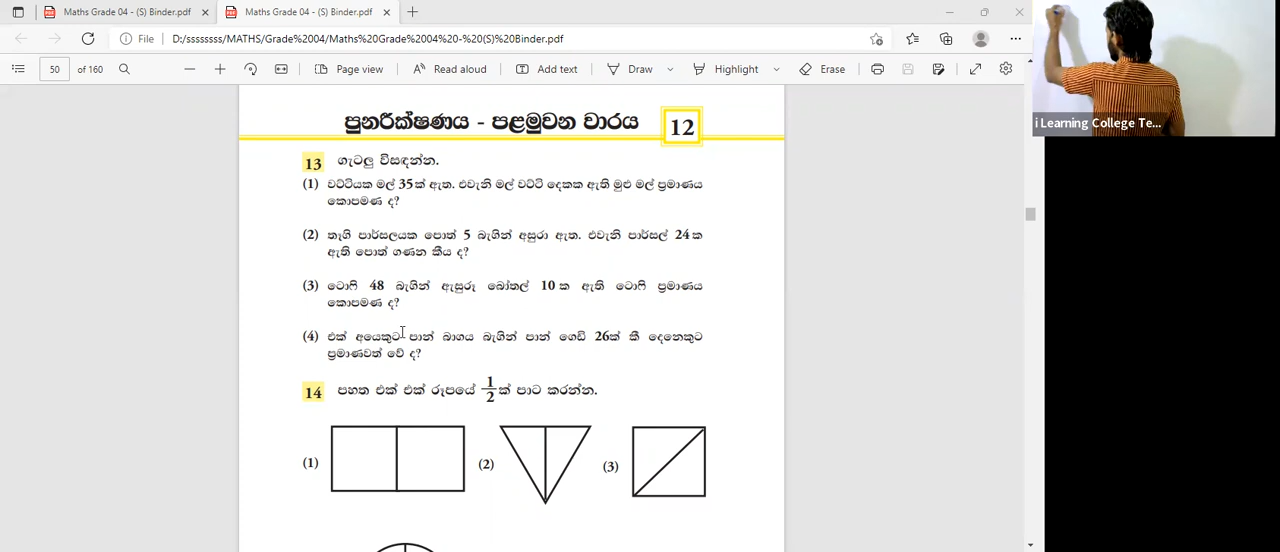 Maths Grade 04 - (S) Binder.pdf
Maths Grade 04 - (S) Binder.pdf
File D:/ssssssss/MATHS/Grade%2004/Maths%20Grade%2004%20-%20(S)%20Binder.pdf
50 of 160 Page view Read aloud Add text Draw Highlight Erase
i Learning College Te...
පුනරීක්ෂණය - පළමුවන වාරය 12
13 ගැටලු විසඳන්න.
(1) වට්ටියක මල් 35ක් ඇත. එවැනි මල් වට්ටි දෙකක ඇති මුළු මල් ප්‍රමාණය
කොපමණ ද?
(2) තෑගි පාර්සලයක පොත් 5 බැගින් අසුරා ඇත. එවැනි පාර්සල් 24ක
ඇති පොත් ගණන කීය ද?
(3) ටොෆි 48 බැගින් ඇසුරූ බෝතල් 10ක ඇති ටොෆි ප්‍රමාණය
කොපමණ ද?
(4) එක් අයෙකුට පාන් බාගය බැගින් පාන් ගෙඩි 26ක් කී දෙනෙකුට
ප්‍රමාණවත් වේ ද?
14 පහත එක් එක් රූපයේ 1/2ක් පාට කරන්න.
(1) (2) (3)